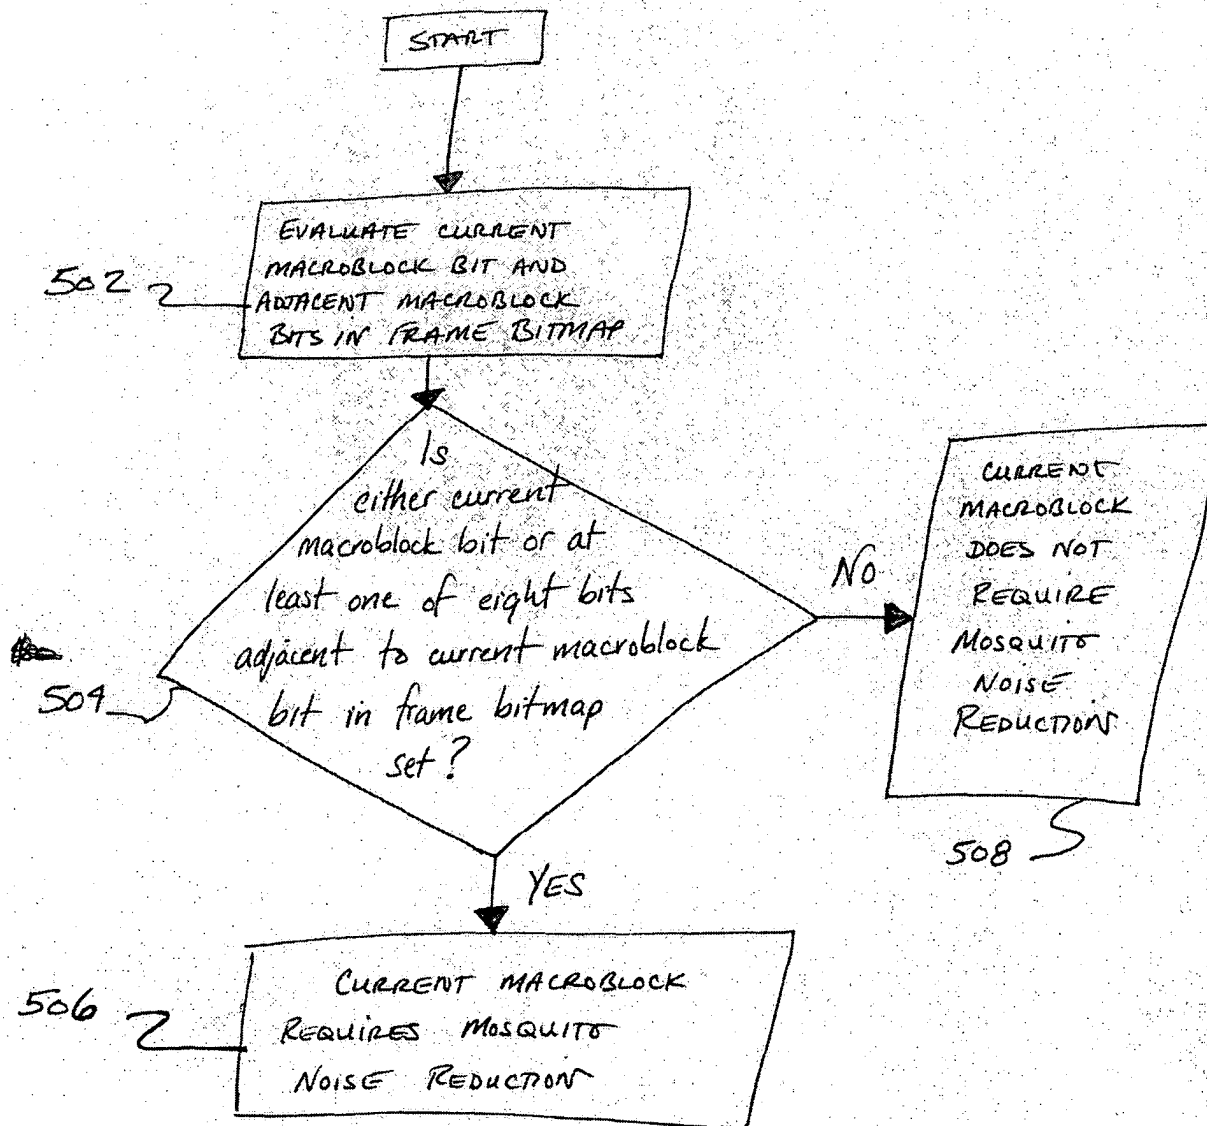 START
EVALUATE CURRENT
MACROBLOCK BIT AND
ADJACENT MACROBLOCK
BITS IN FRAME BITMAP
502
Is
either current
macroblock bit or at
least one of eight bits
adjacent to current macroblock
bit in frame bitmap
set?
504
NO
CURRENT
MACROBLOCK
DOES NOT
REQUIRE
MOSQUITO
NOISE
REDUCTION
508
YES
CURRENT MACROBLOCK
REQUIRES MOSQUITO
NOISE REDUCTION
506